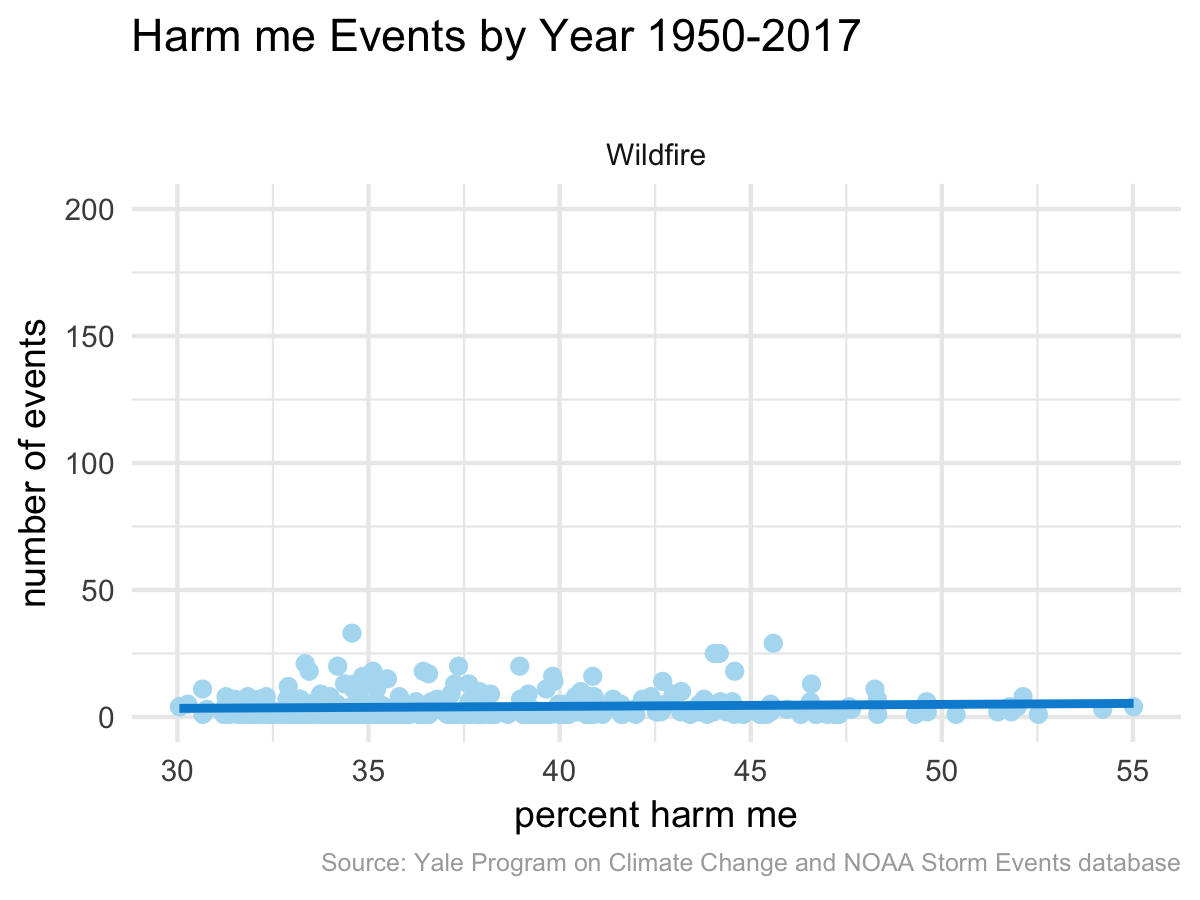 Harm me Events by Year 1950-2017
Wildfire
200
150
100
50
0
number of events
30 35 40 45 50 55
percent harm me
Source: Yale Program on Climate Change and NOAA Storm Events database